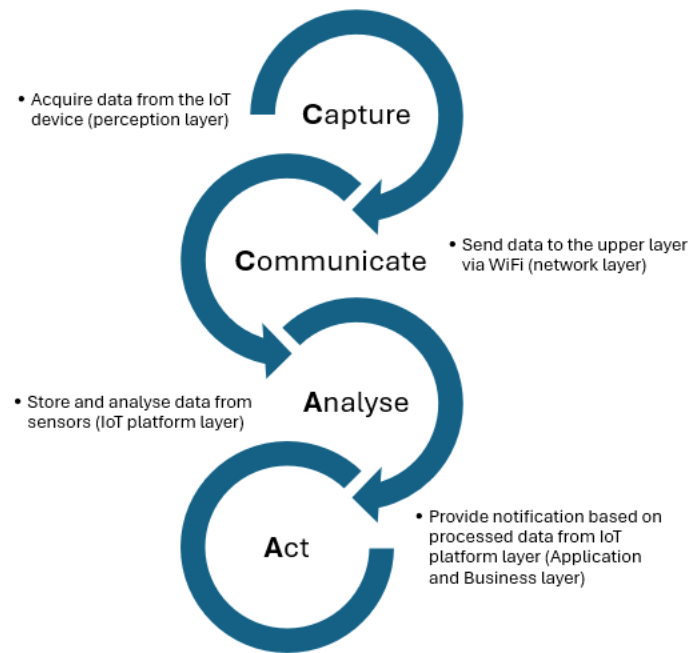 • Acquire data from the IoT
device (perception layer)
Capture
Communicate
• Send data to the upper layer
via WiFi (network layer)
• Store and analyse data from
sensors (IoT platform layer)
Analyse
Act
• Provide notification based on
processed data from IoT
platform layer (Application
and Business layer)